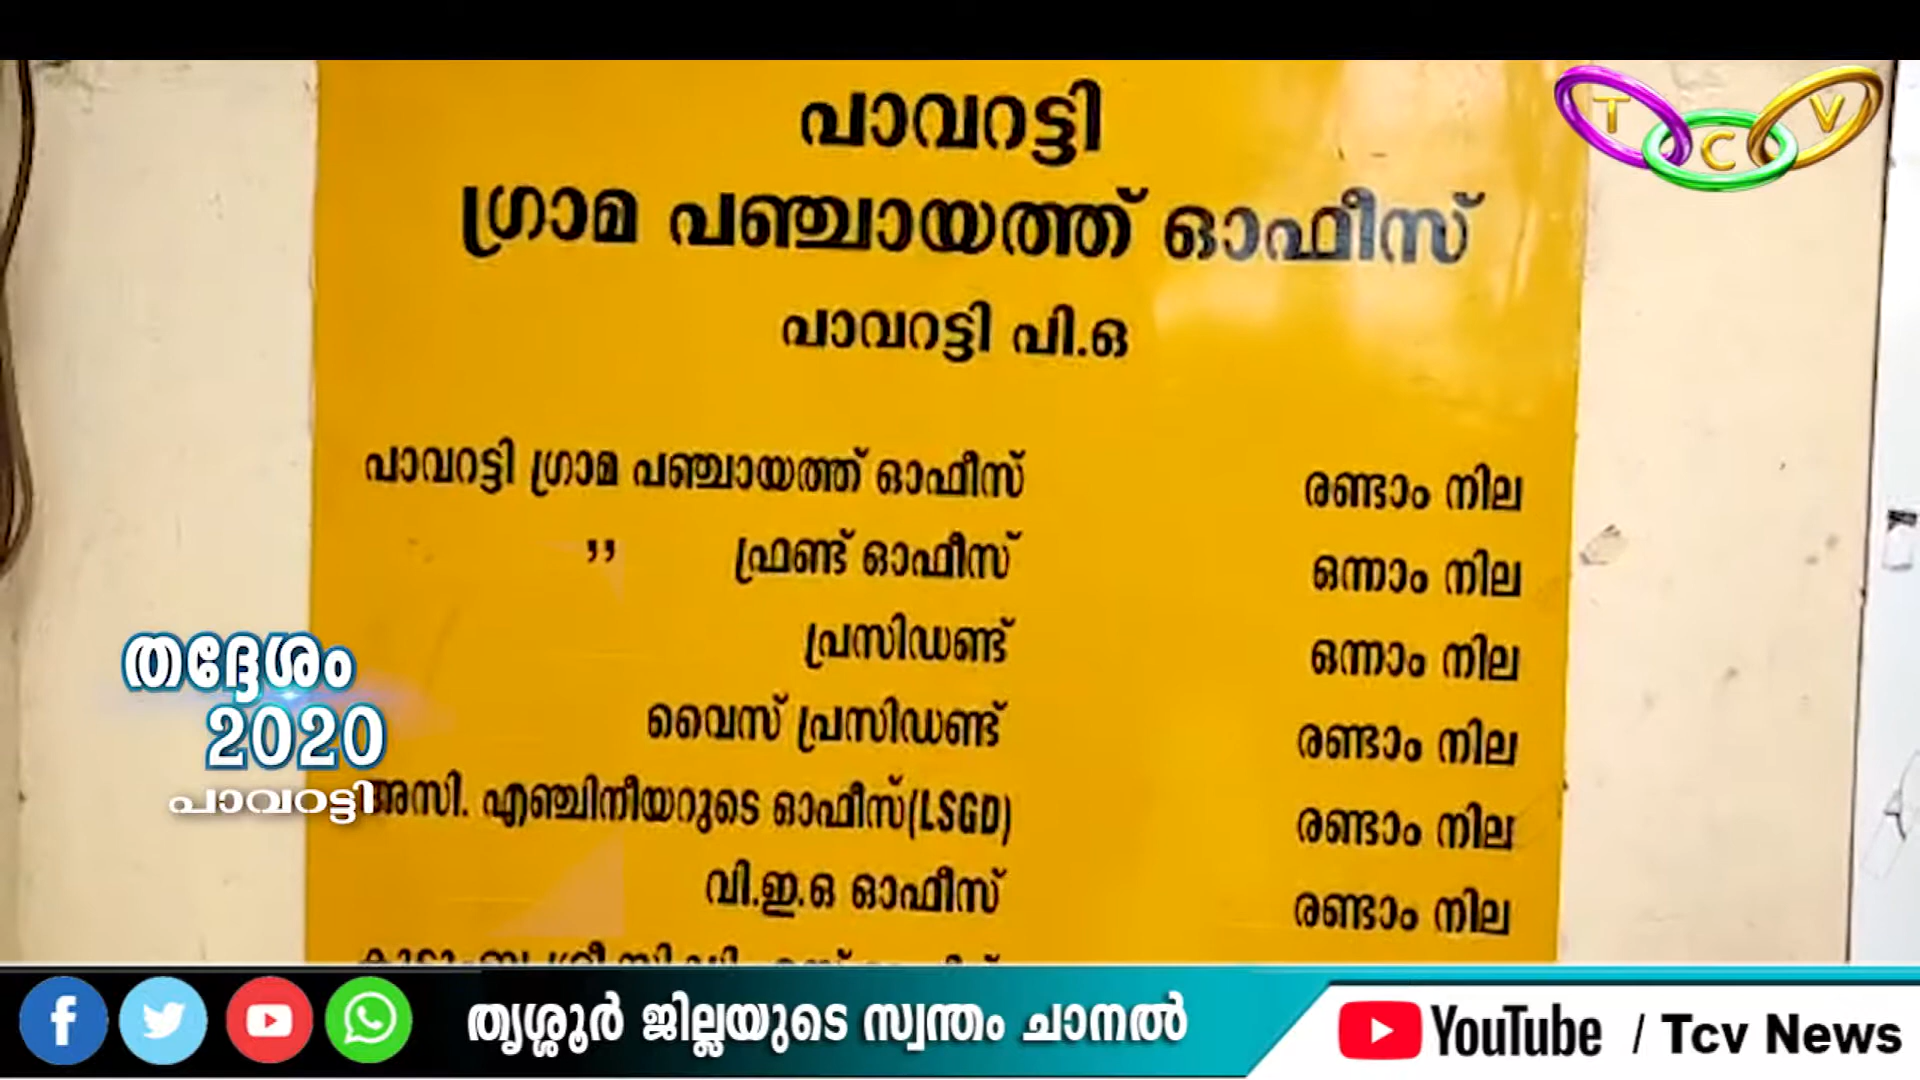 T C V
പാവറട്ടി
ഗ്രാമ പഞ്ചായത്ത് ഓഫീസ്
പാവറട്ടി പി.ഒ
പാവറട്ടി ഗ്രാമ പഞ്ചായത്ത് ഓഫീസ് രണ്ടാം നില
” ഫ്രണ്ട് ഓഫീസ് ഒന്നാം നില
പ്രസിഡണ്ട് ഒന്നാം നില
വൈസ് പ്രസിഡണ്ട് രണ്ടാം നില
അസി. എഞ്ചിനീയറുടെ ഓഫീസ്(LSGD) രണ്ടാം നില
വി.ഇ.ഒ ഓഫീസ് രണ്ടാം നില
തദ്ദേശം
2020
പാവറട്ടി
തൃശ്ശൂർ ജില്ലയുടെ സ്വന്തം ചാനൽ
YouTube / Tcv News